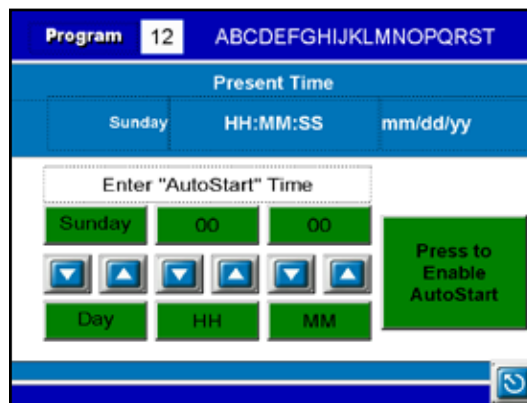 Program 12 ABCDEFGHIJKLMNOPQRST
Present Time
Sunday HH:MM:SS mm/dd/yy
Enter "AutoStart" Time
Sunday 00 00
Press to
Enable
AutoStart
Day HH MM